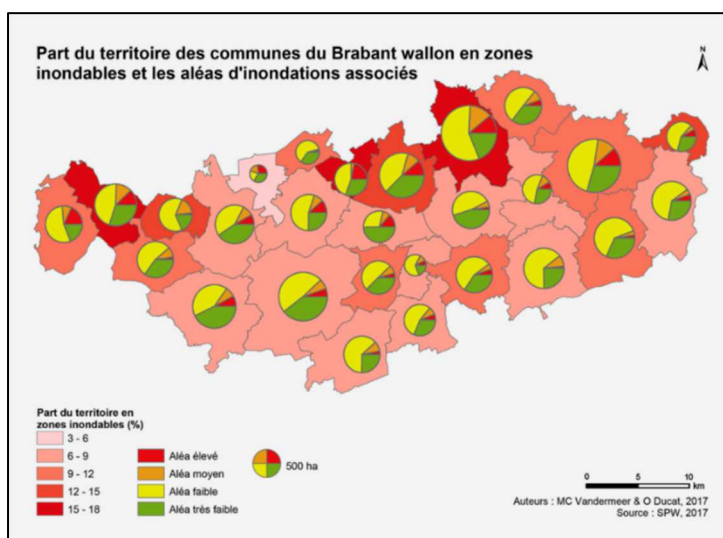 Part du territoire des communes du Brabant wallon en zones
inondables et les aléas d'inondations associés
N
Part du territoire en
zones inondables (%)
3 - 6
6 - 9
9 - 12
12 - 15
15 - 18
Aléa élevé
Aléa moyen
Aléa faible
Aléa très faible
500 ha
0 5 10
km
Auteurs : MC Vandermeer & O Ducat, 2017
Source : SPW, 2017